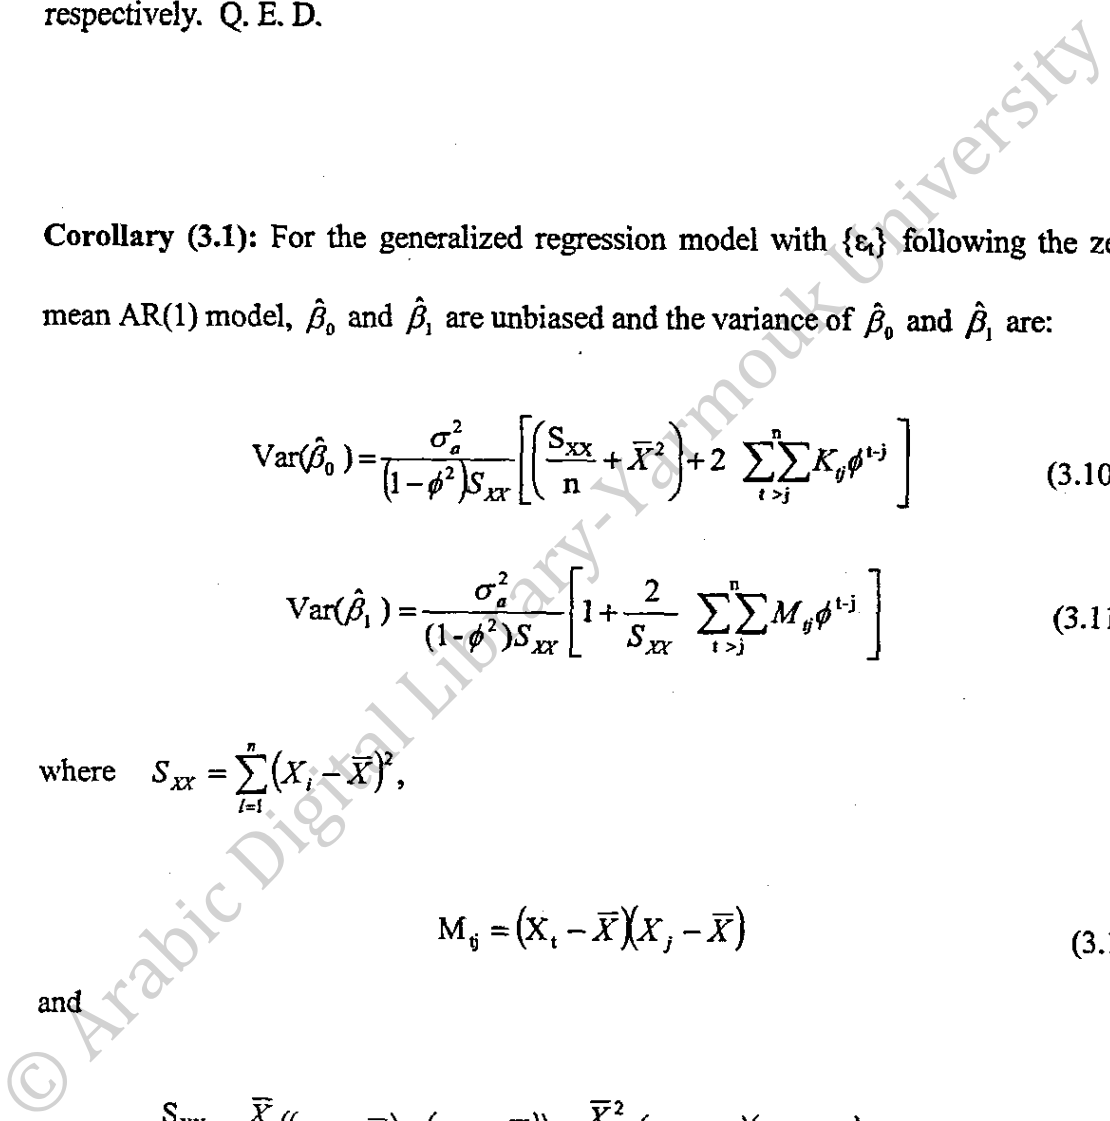 respectively. Q. E. D.
Corollary (3.1): For the generalized regression model with {ε_t} following the
mean AR(1) model, β̂_0 and β̂_1 are unbiased and the variance of β̂_0 and β̂_1 are:
Var(β̂_0) = σ_a^2 / ((1-ϕ^2)S_XX) [ (S_XX/n + X̄^2) + 2 ΣΣ_{t>j}^n K_tj ϕ^{t-j} ] (3.10
Var(β̂_1) = σ_a^2 / ((1-ϕ^2)S_XX) [ 1 + 2/S_XX ΣΣ_{t>j}^n M_tj ϕ^{t-j} ] (3.11
where S_XX = Σ_{i=1}^n (X_i - X̄)^2,
M_tj = (X_t - X̄)(X_j - X̄) (3.
and
© Arabic Digital Library-Yarmouk University